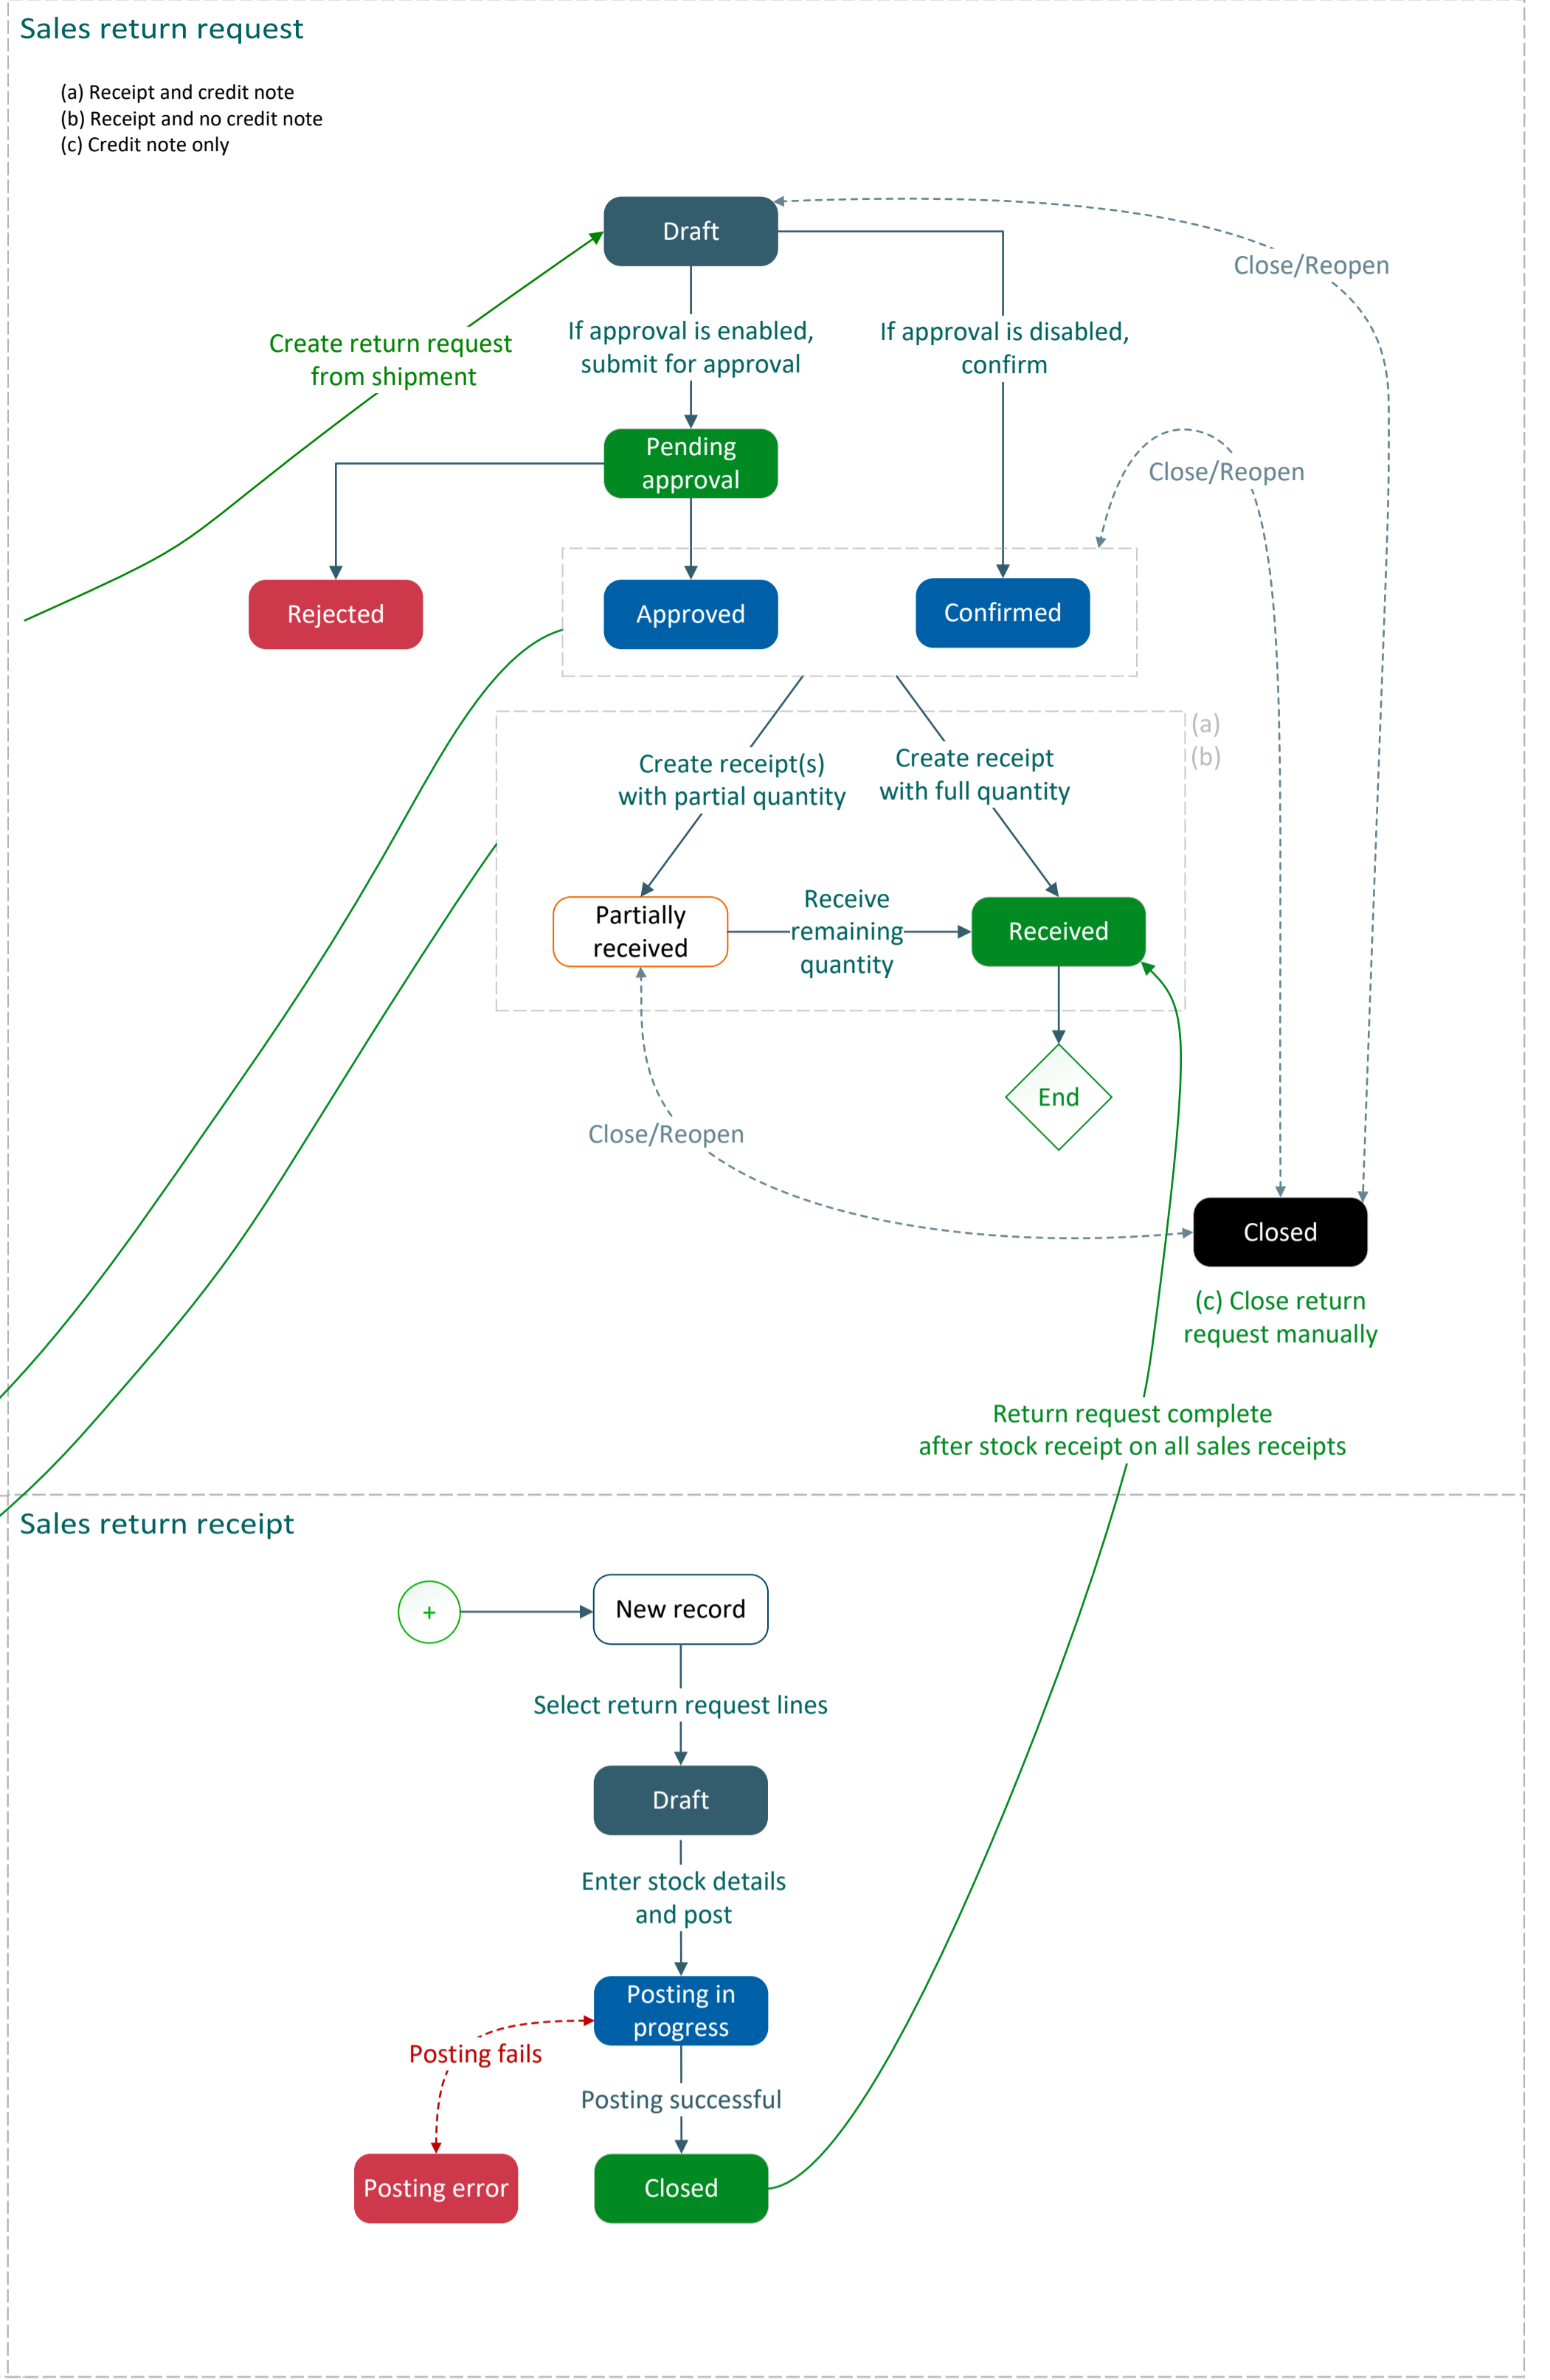 Sales return request
(a) Receipt and credit note
(b) Receipt and no credit note
(c) Credit note only
Draft
Close/Reopen
Create return request
from shipment
If approval is enabled,
submit for approval
If approval is disabled,
confirm
Pending
approval
Close/Reopen
Rejected
Approved
Confirmed
(a)
(b)
Create receipt(s)
with partial quantity
Create receipt
with full quantity
Partially
received
Receive
remaining
quantity
Received
End
Close/Reopen
Closed
(c) Close return
request manually
Return request complete
after stock receipt on all sales receipts
Sales return receipt
+
New record
Select return request lines
Draft
Enter stock details
and post
Posting in
progress
Posting fails
Posting successful
Posting error
Closed